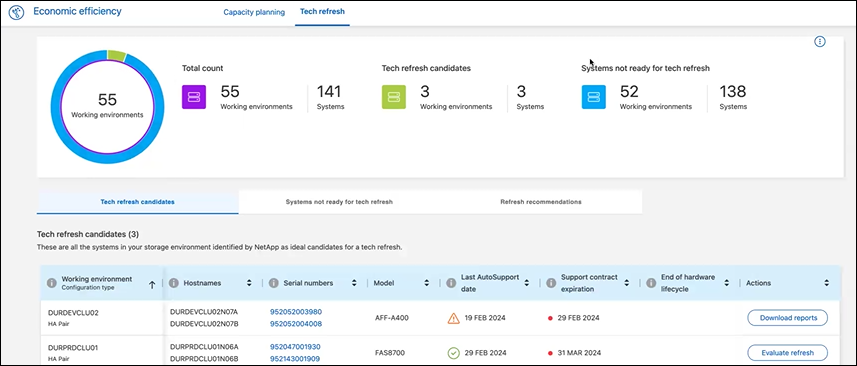 Economic efficiency
Capacity planning
Tech refresh
55
Working environments
Total count
55
Working environments
141
Systems
Tech refresh candidates
3
Working environments
3
Systems
Systems not ready for tech refresh
52
Working environments
138
Systems
Tech refresh candidates
Systems not ready for tech refresh
Refresh recommendations
Tech refresh candidates (3)
These are all the systems in your storage environment identified by NetApp as ideal candidates for a tech refresh.
Working environment
Configuration type
Hostnames
Serial numbers
Model
Last AutoSupport
date
Support contract
expiration
End of hardware
lifecycle
Actions
DURDEVCLU02
HA Pair
DURDEVCLU02N07A
DURDEVCLU02N07B
952052003980
952052004008
AFF-A400
19 FEB 2024
29 FEB 2024
Download reports
DURPRDCLU01
HA Pair
DURPRDCLU01N06A
DURPRDCLU01N06B
952047001930
952143001909
FAS8700
29 FEB 2024
31 MAR 2024
Evaluate refresh